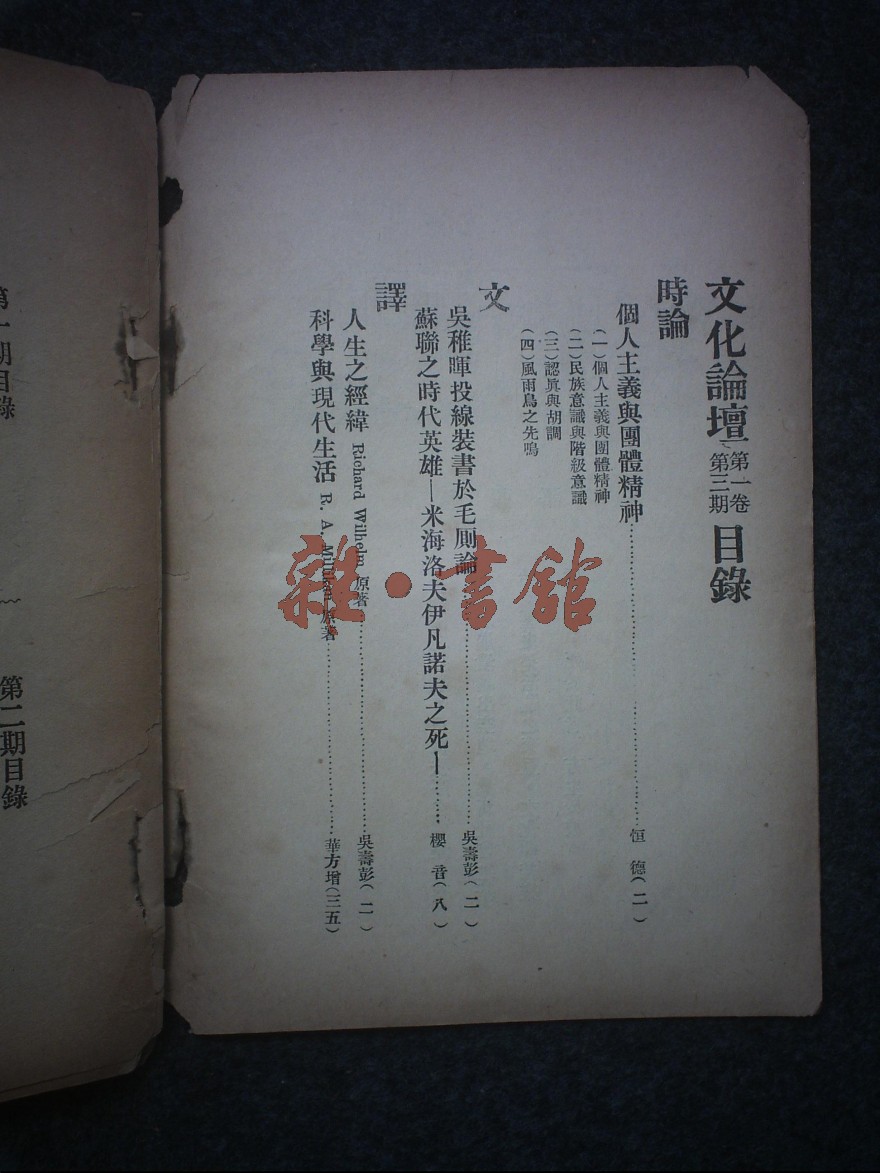 文化論壇 第一卷 第三期 目錄
時論
個人主義與團體精神……恒德(二)
(一)個人主義與團體精神
(二)民族意識與階級意識
(三)認眞與胡調
(四)風雨鳥之先鳴
文
吳稚暉投線裝書於毛厠論……吳壽彭(二)
蘇聯之時代英雄—米海洛夫伊凡諾夫之死—……櫻音(八)
譯
人生之經緯 Richard Wilhelm 原著……吳壽彭(二)
科學與現代生活 R. A. 原著……華方增(三五)
雜·書舘
第一期目錄
第二期目錄